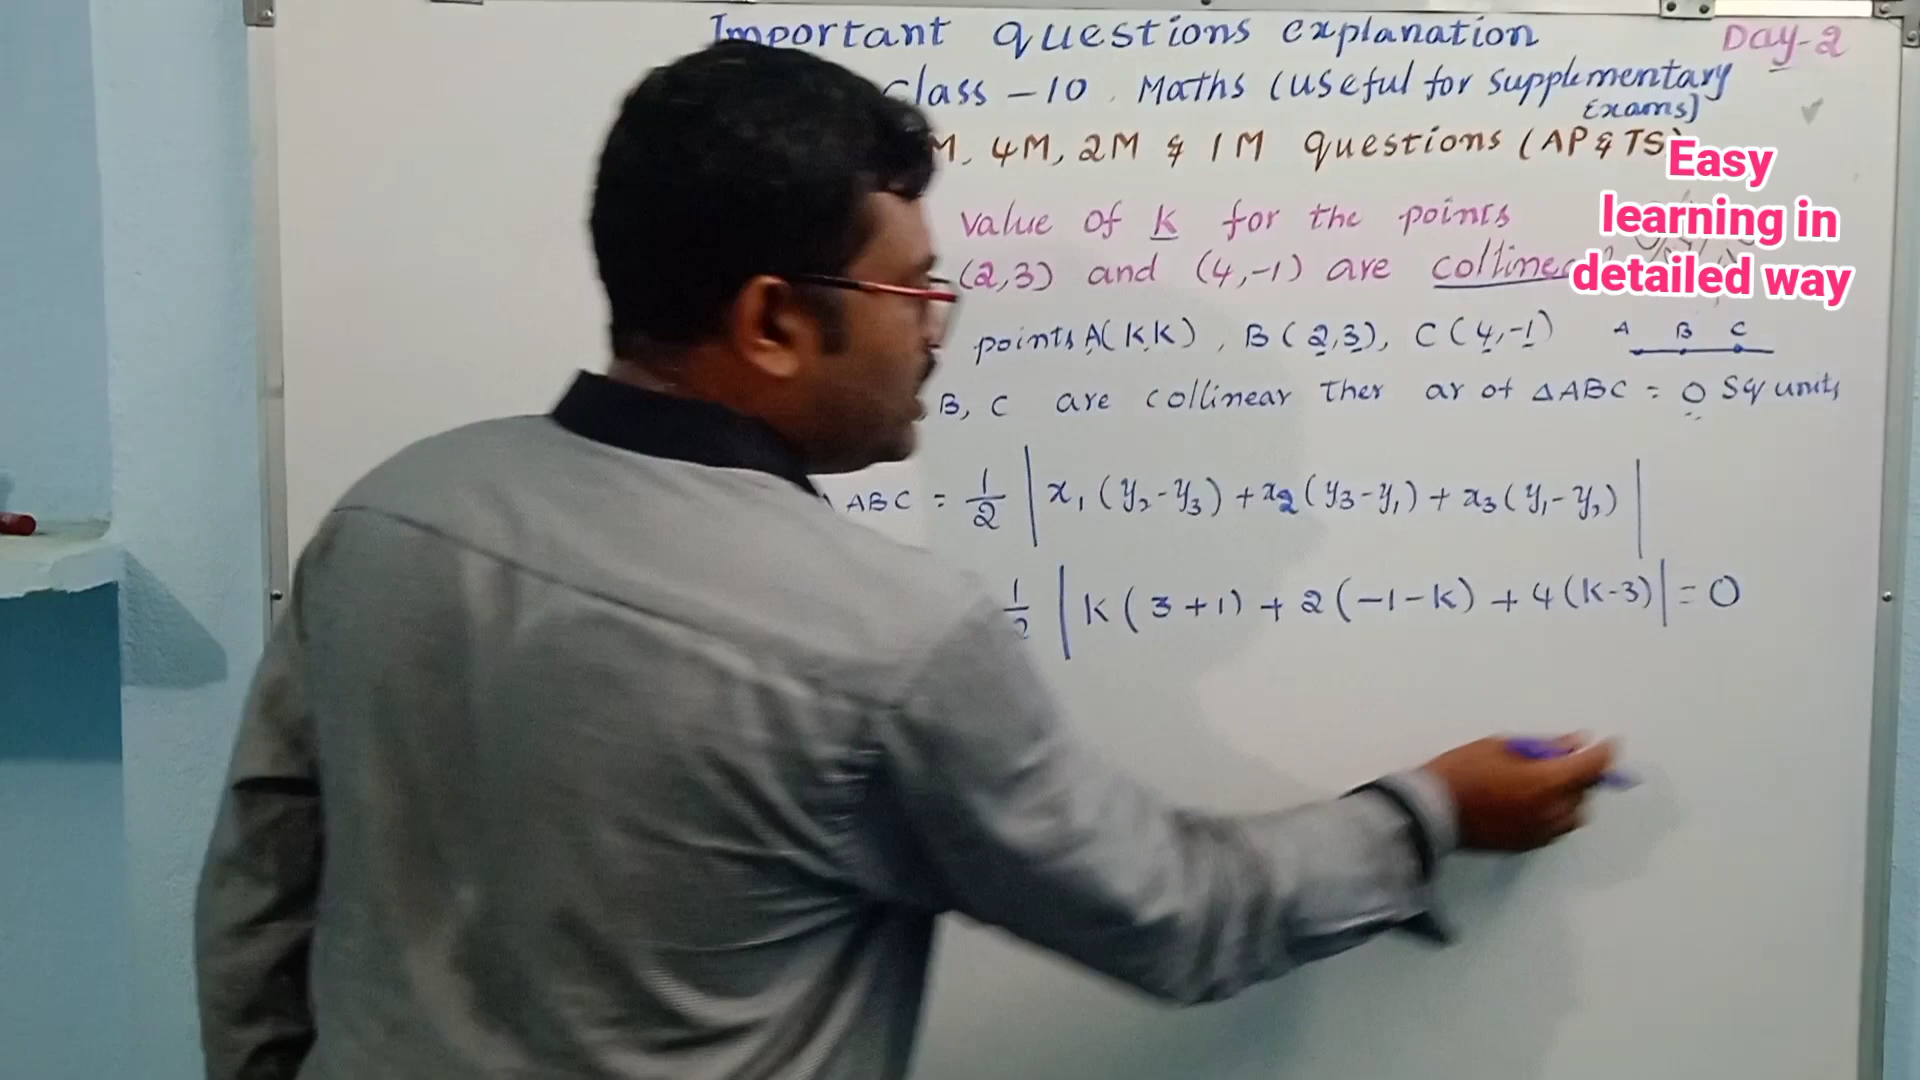 Important questions explanation
Day-2
Class - 10. Maths (useful for supplementary
Exams)
M, 4M, 2M & 1M questions (AP & TS)
Easy
learning in
detailed way
value of k for the points
(2,3) and (4,-1) are
points A(k,k), B(2,3), C(4,-1)
A B C
B, C are collinear Then ar of △ABC = 0 Sq units
ABC = 1/2 | x₁(y₂-y₃) + x₂(y₃-y₁) + x₃(y₁-y₂) |
1/2 | k(3+1) + 2(-1-k) + 4(k-3) | = 0